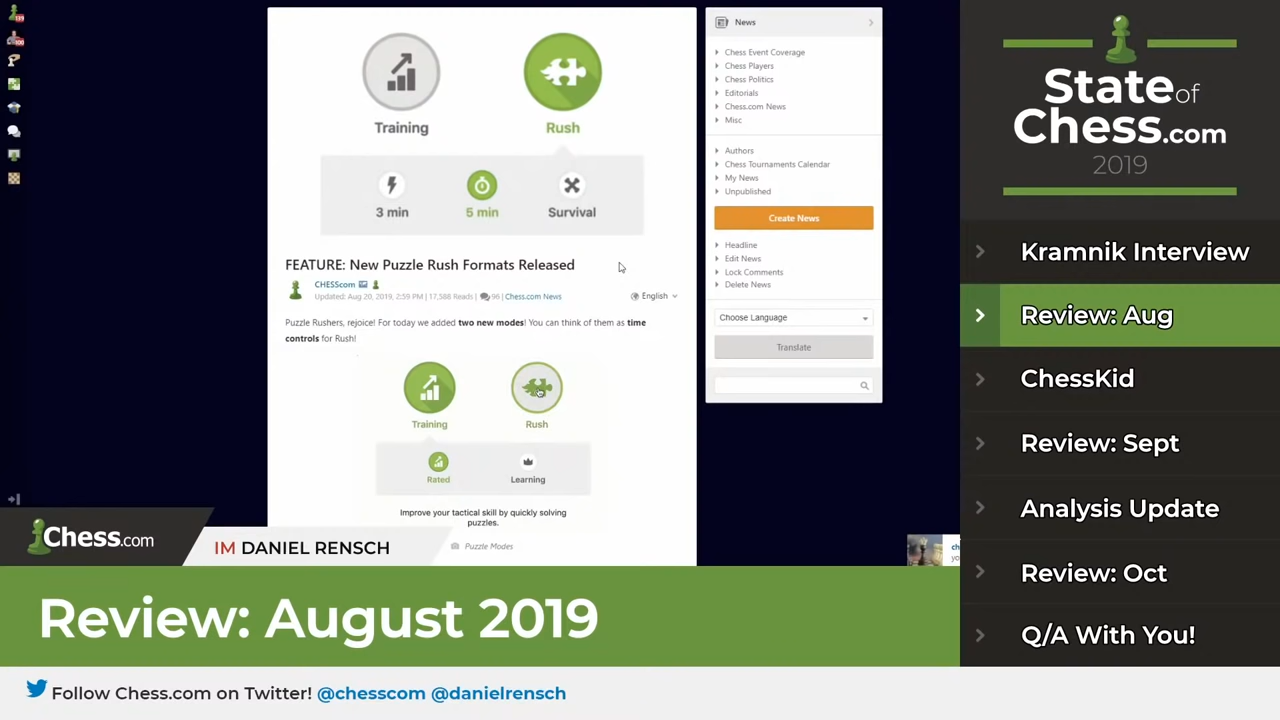 119
100
Training
Rush
3 min
5 min
Survival
FEATURE: New Puzzle Rush Formats Released
CHESScom
Updated: Aug 20, 2019, 2:59 PM | 17,588 Reads | 96 | Chess.com News
English
Puzzle Rushers, rejoice! For today we added two new modes! You can think of them as time
controls for Rush!
Training
Rush
Rated
Learning
Improve your tactical skill by quickly solving
puzzles.
Puzzle Modes
News
Chess Event Coverage
Chess Players
Chess Politics
Editorials
Chess.com News
Misc
Authors
Chess Tournaments Calendar
My News
Unpublished
Create News
Headline
Edit News
Lock Comments
Delete News
Choose Language
Translate
ch
yo
State of
Chess.com
2019
Kramnik Interview
Review: Aug
ChessKid
Review: Sept
Analysis Update
Review: Oct
Q/A With You!
Chess.com
IM DANIEL RENSCH
Review: August 2019
Follow Chess.com on Twitter! @chesscom @danielrensch